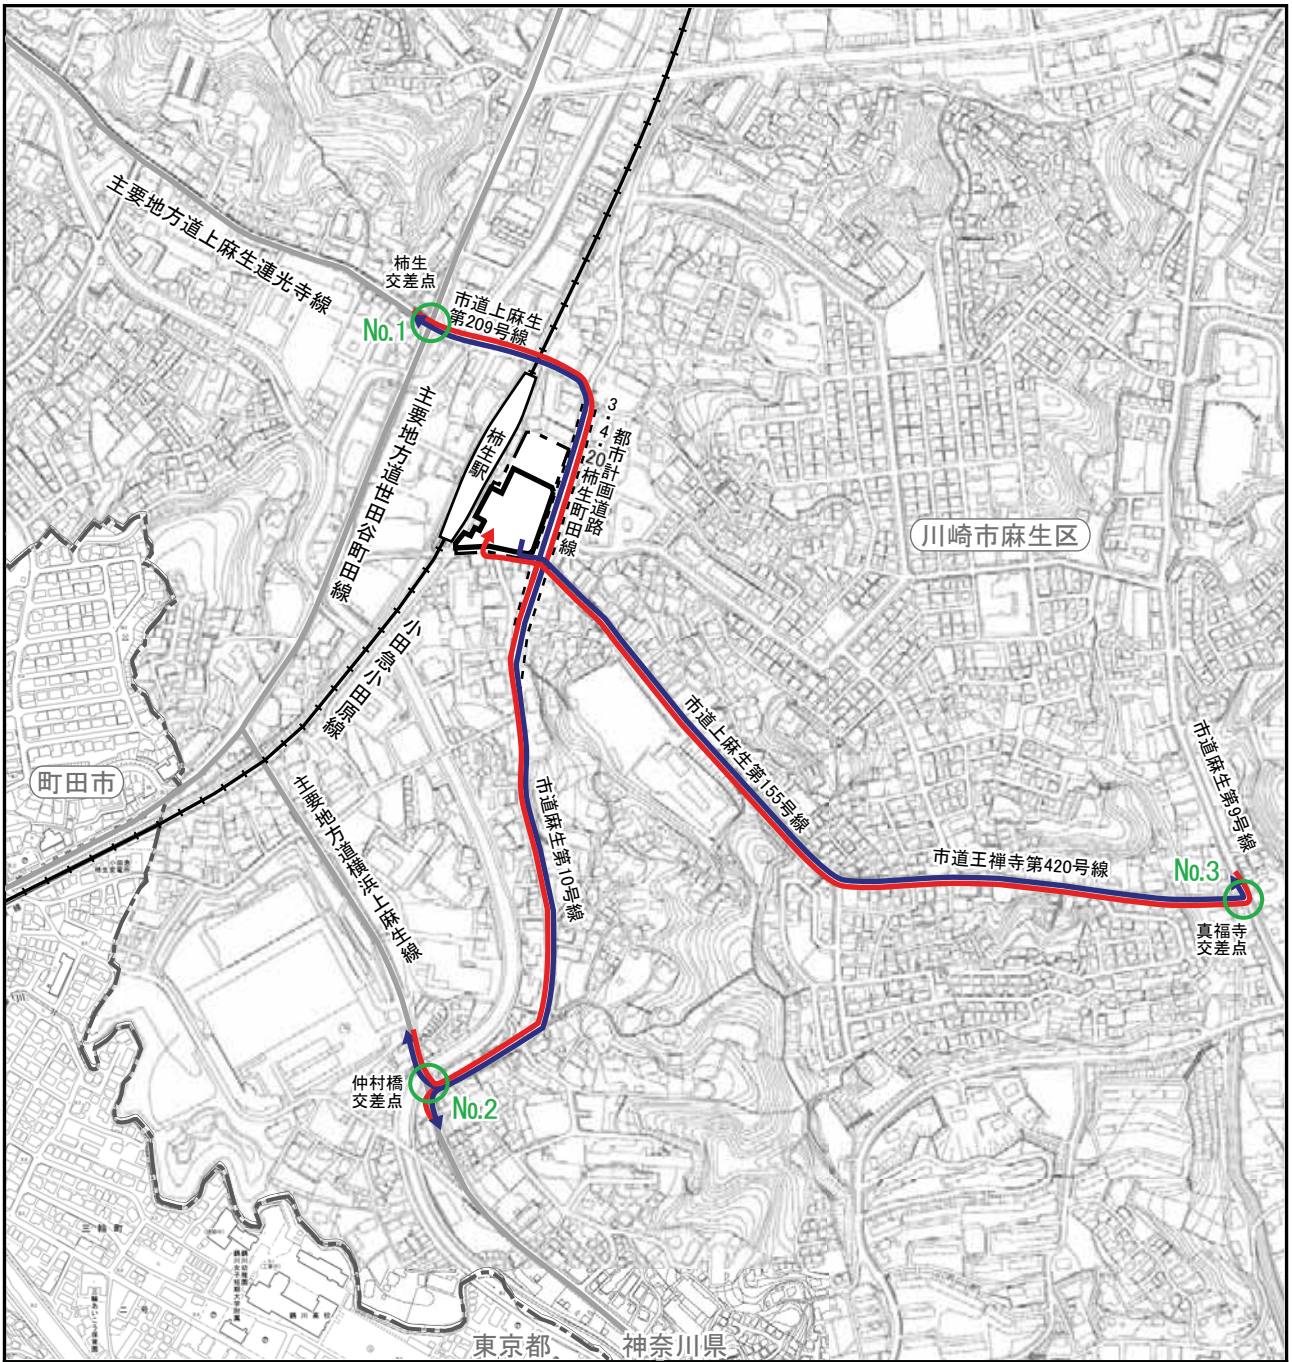 主要地方道上麻生連光寺線
柿生
交差点
No.1
市道上麻生
第209号線
主要地方道世田谷町田線
柿生駅
3・4・20
都市計画道路
柿生町田線
川崎市麻生区
小田急小田原線
町田市
主要地方道横浜上麻生線
市道麻生第10号線
市道上麻生第155号線
市道王禅寺第420号線
市道麻生第9号線
No.3
真福寺
交差点
仲村橋
交差点
No.2
三輪町
鶴川高校
東京都
神奈川県